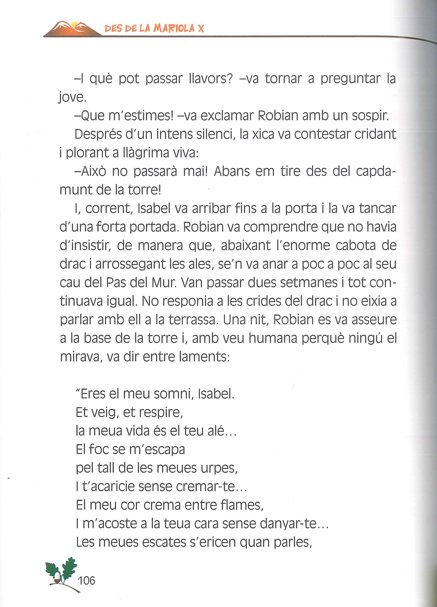 DES DE LA MARIOLA X
–I què pot passar llavors? –va tornar a preguntar la
jove.
–Que m'estimes! –va exclamar Robian amb un sospir.
Després d'un intens silenci, la xica va contestar cridant
i plorant a llàgrima viva:
–Això no passarà mai! Abans em tire des del capda-
munt de la torre!
I, corrent, Isabel va arribar fins a la porta i la va tancar
d'una forta portada. Robian va comprendre que no havia
d'insistir, de manera que, abaixant l'enorme cabota de
drac i arrossegant les ales, se'n va anar a poc a poc al seu
cau del Pas del Mur. Van passar dues setmanes i tot con-
tinuava igual. No responia a les crides del drac i no eixia a
parlar amb ell a la terrassa. Una nit, Robian es va asseure
a la base de la torre i, amb veu humana perquè ningú el
mirava, va dir entre laments:
"Eres el meu somni, Isabel.
Et veig, et respire,
la meua vida és el teu alé...
El foc se m'escapa
pel tall de les meues urpes,
I t'acaricie sense cremar-te...
El meu cor crema entre flames,
I m'acoste a la teua cara sense danyar-te...
Les meues escates s'ericen quan parles,
106